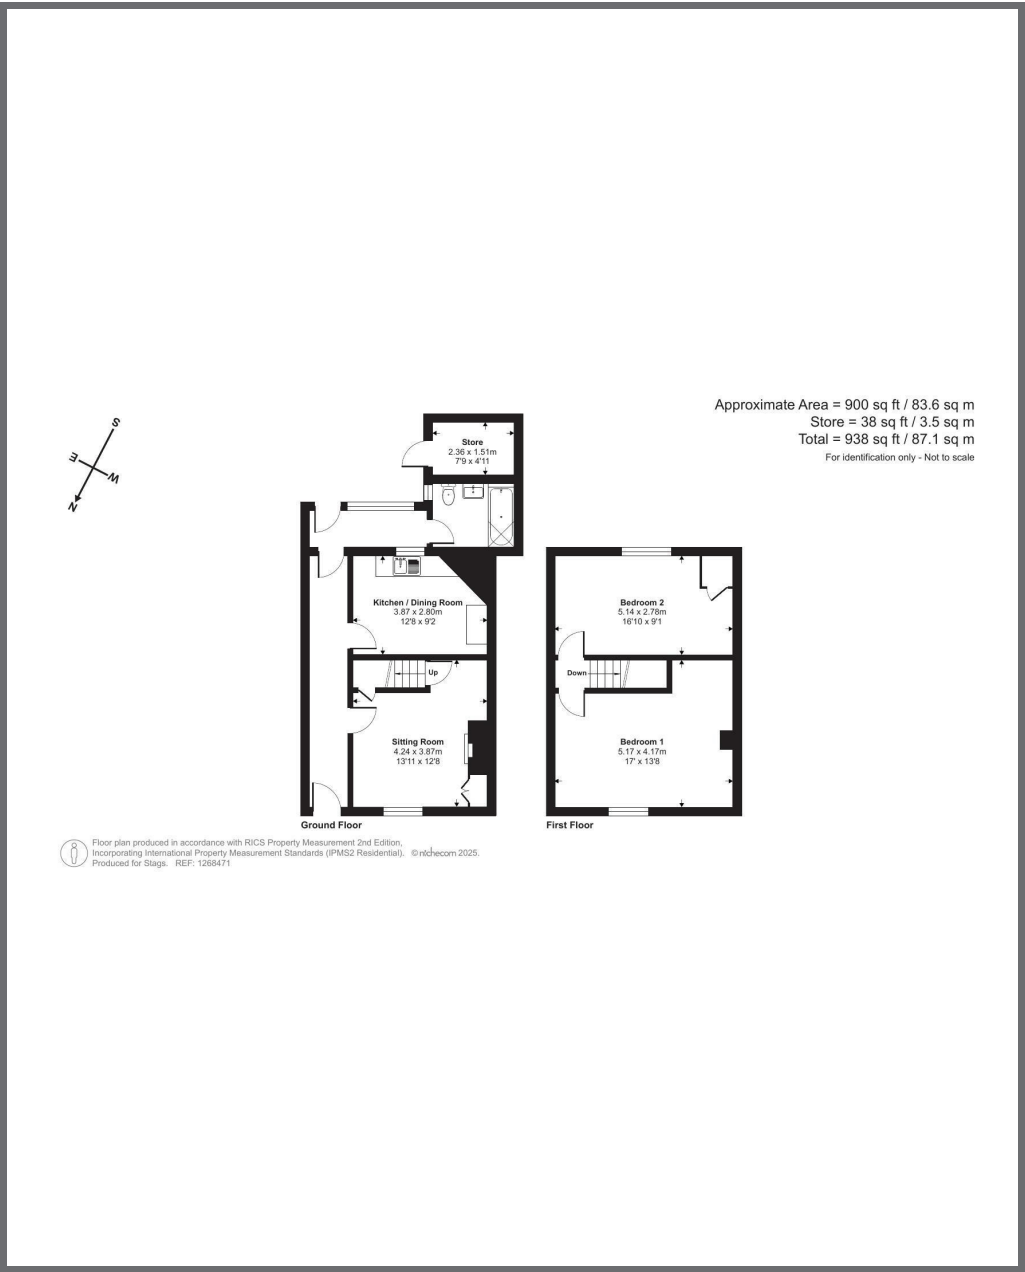 Approximate Area = 900 sq ft / 83.6 sq m
Store = 38 sq ft / 3.5 sq m
Total = 938 sq ft / 87.1 sq m
For identification only - Not to scale
S
E
W
N
Store
2.36 x 1.51m
7'9 x 4'11
Kitchen / Dining Room
3.87 x 2.80m
12'8 x 9'2
Up
Sitting Room
4.24 x 3.87m
13'11 x 12'8
Ground Floor
Bedroom 2
5.14 x 2.78m
16'10 x 9'1
Down
Bedroom 1
5.17 x 4.17m
17' x 13'8
First Floor
Floor plan produced in accordance with RICS Property Measurement 2nd Edition,
Incorporating International Property Measurement Standards (IPMS2 Residential). © nichecom 2025.
Produced for Stags. REF: 1268471